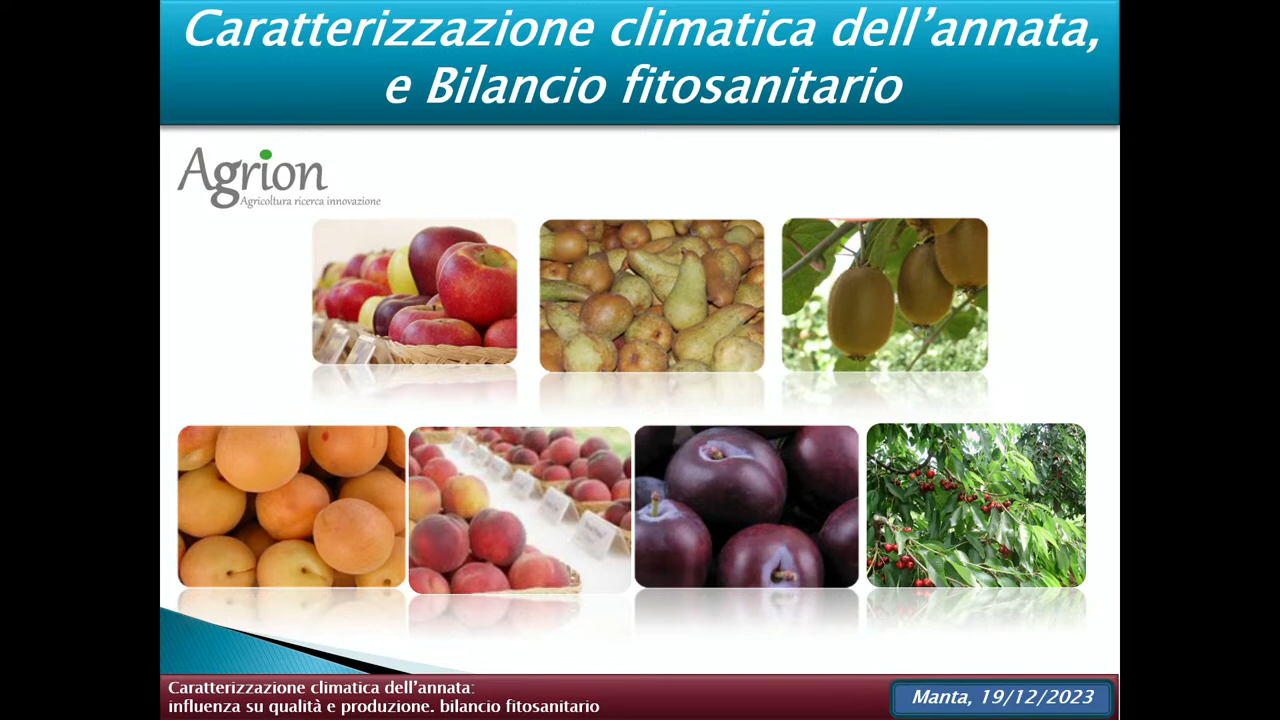 Caratterizzazione climatica dell’annata,
e Bilancio fitosanitario
Agrion
Agricoltura ricerca innovazione
Caratterizzazione climatica dell’annata:
influenza su qualità e produzione. bilancio fitosanitario
Manta, 19/12/2023